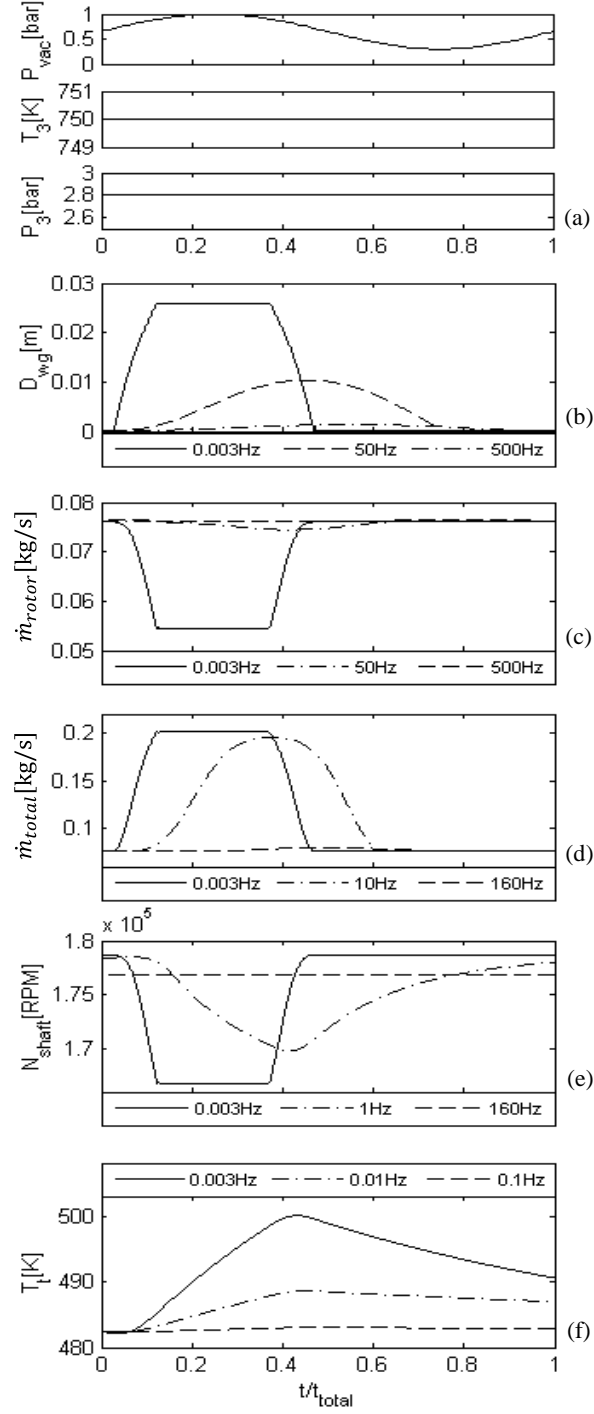 P_vac[bar]
1
0.5
0
T_3[K]
751
750
749
P_3[bar]
3
2.8
2.6
0 0.2 0.4 0.6 0.8 1
(a)
D_wg[m]
0.03
0.02
0.01
0
(b)
0.003Hz 50Hz 500Hz
ṁ_rotor[kg/s]
0.08
0.07
0.06
0.05
0.003Hz 50Hz 500Hz
(c)
ṁ_total[kg/s]
0.2
0.15
0.1
0.003Hz 10Hz 160Hz
(d)
x 10^5
N_shaft[RPM]
1.8
1.75
1.7
0.003Hz 1Hz 160Hz
(e)
0.003Hz 0.01Hz 0.1Hz
T_t[K]
500
490
480
(f)
0 0.2 0.4 0.6 0.8 1
t/t_total